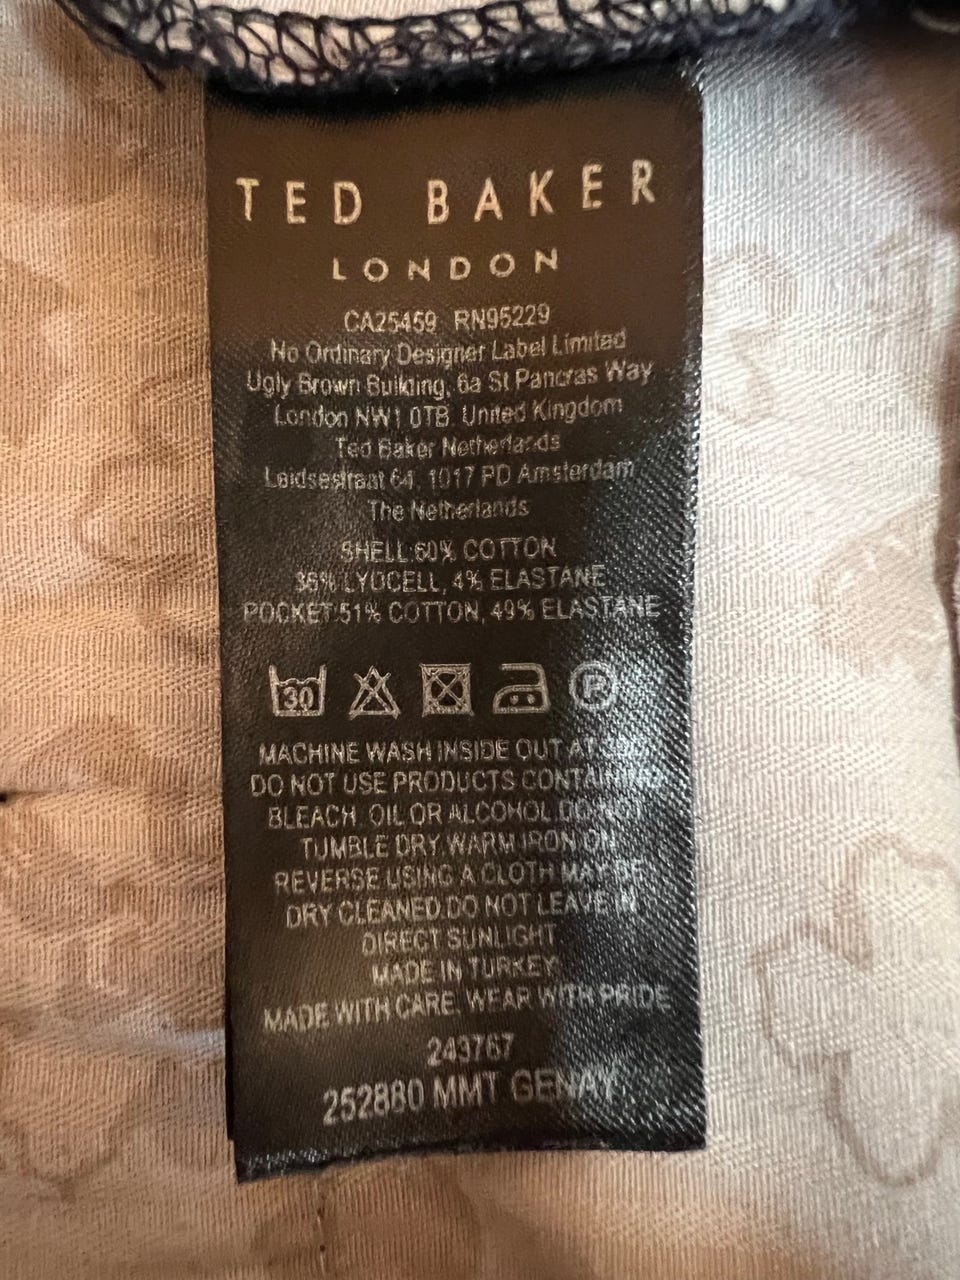 TED BAKER
LONDON
CA25459 RN95229
No Ordinary Designer Label Limited
Ugly Brown Building, 6a St Pancras Way
London NW1 0TB. United Kingdom
Ted Baker Netherlands
Leidsestraat 64, 1017 PD Amsterdam
The Netherlands
SHELL:60% COTTON
36% LYOCELL, 4% ELASTANE
POCKET:51% COTTON, 49% ELASTANE
30 P
MACHINE WASH INSIDE OUT AT
DO NOT USE PRODUCTS CONTAINING
BLEACH, OIL OR ALCOHOL DO NOT
TUMBLE DRY WARM IRON ON
REVERSE USING A CLOTH MAY BE
DRY CLEANED.DO NOT LEAVE IN
DIRECT SUNLIGHT
MADE IN TURKEY
MADE WITH CARE, WEAR WITH PRIDE
243767
252880 MMT GENAY